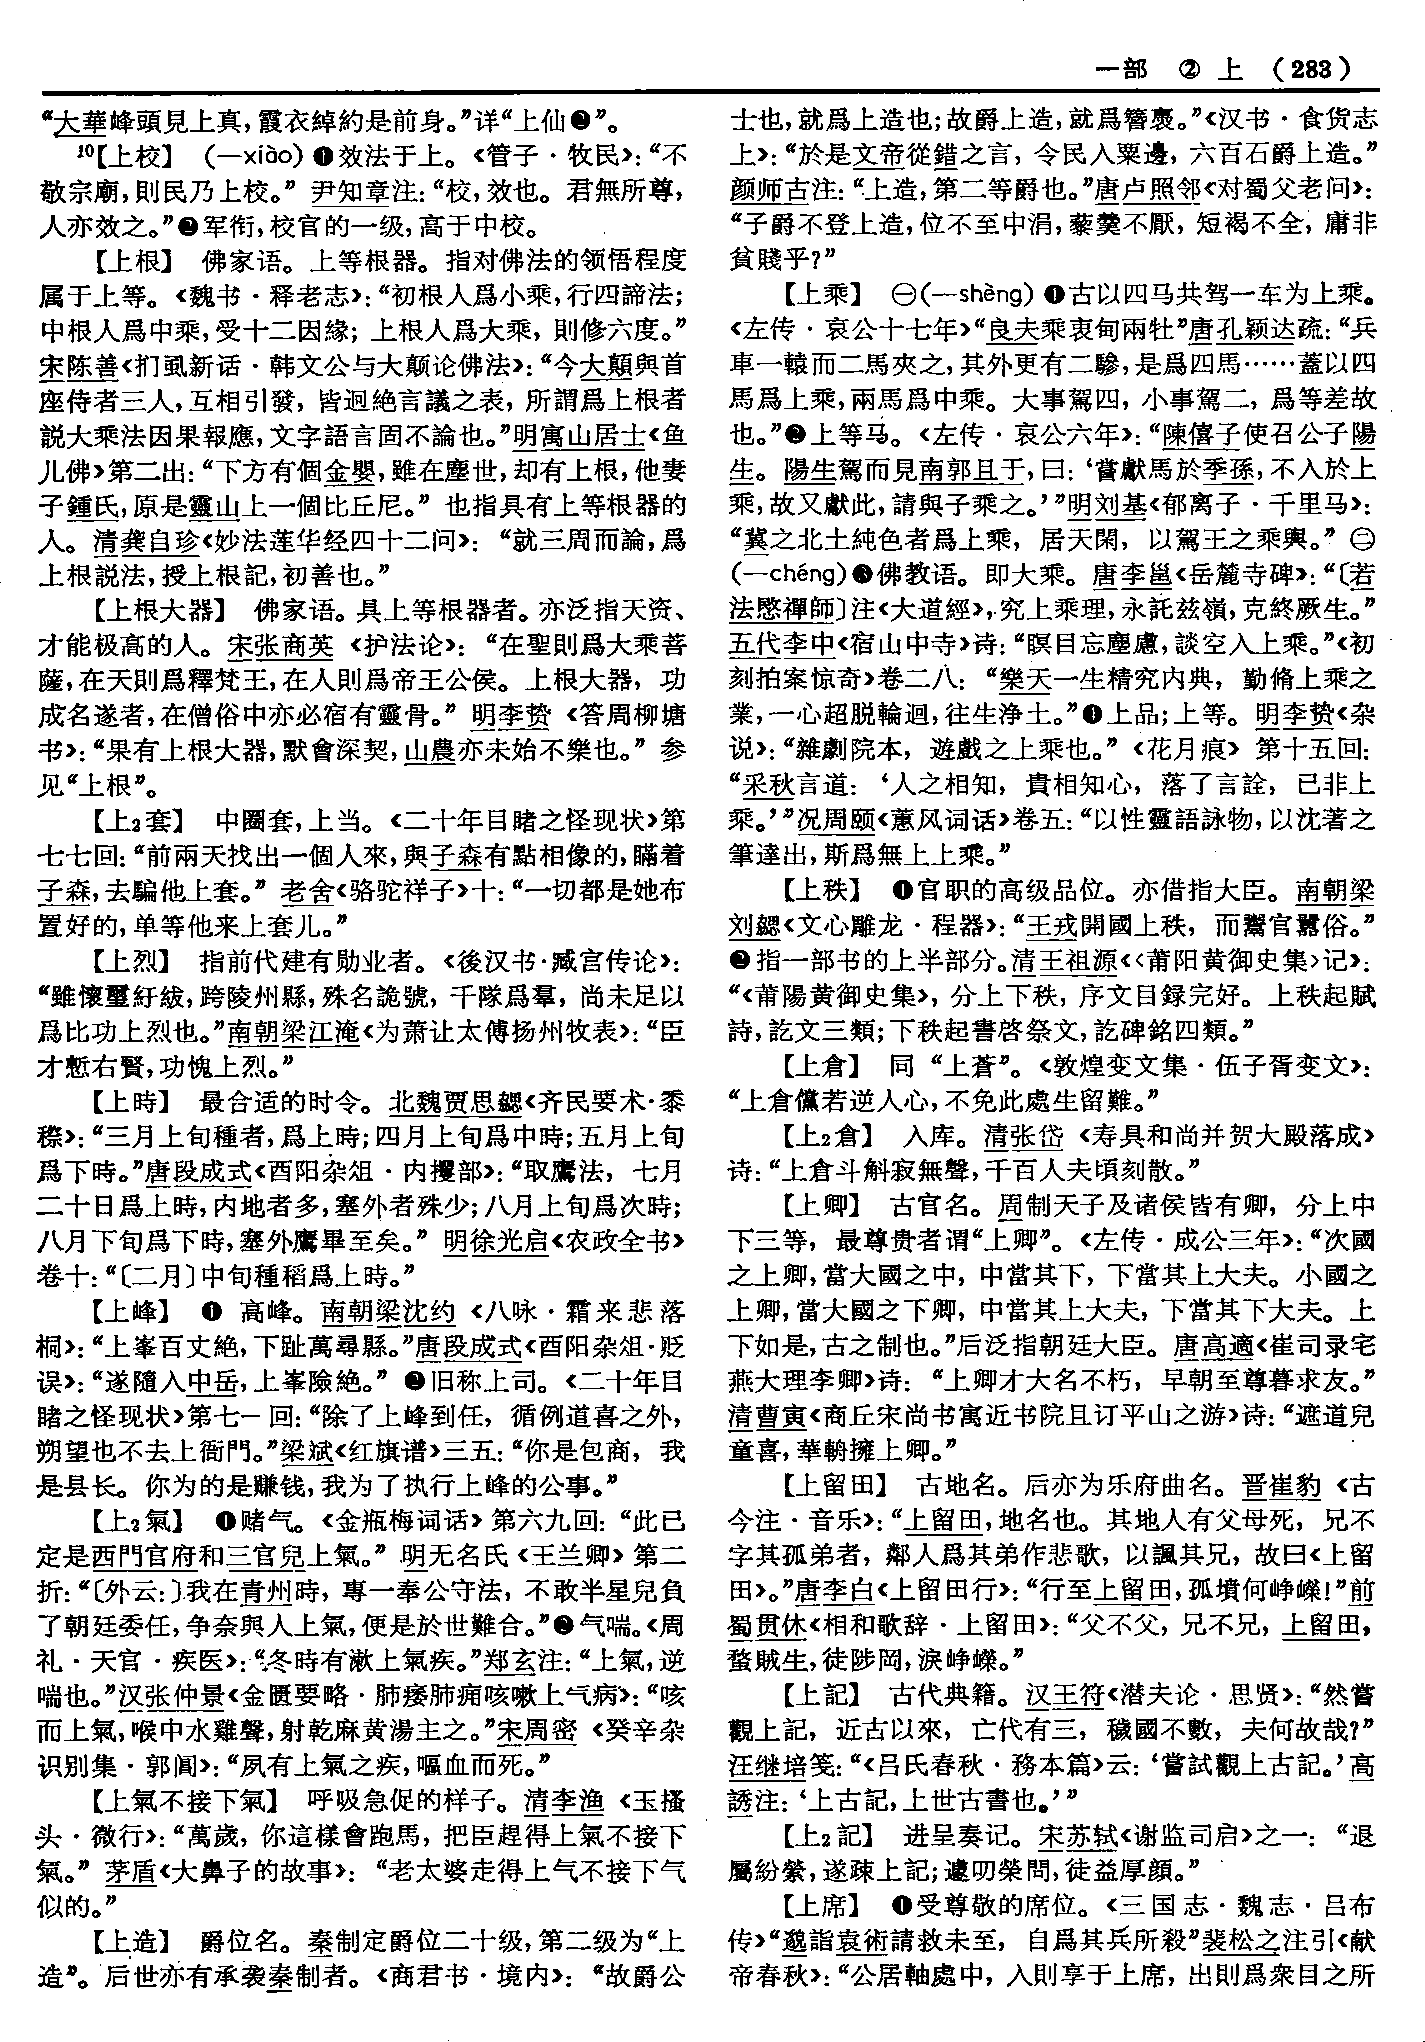 一部 ② 上 (283)
“大華峰頭見上真，霞衣綽約是前身。”详“上仙❷”。
¹⁰【上校】 (—xiào) ❶效法于上。《管子·牧民》：“不
敬宗廟，則民乃上校。” 尹知章注：“校，效也。君無所尊，
人亦效之。”❷军衔，校官的一级，高于中校。
【上根】 佛家语。上等根器。指对佛法的领悟程度
属于上等。《魏书·释老志》：“初根人爲小乘，行四諦法；
中根人爲中乘，受十二因緣；上根人爲大乘，則修六度。”
宋陈善《扪虱新话·韩文公与大颠论佛法》：“今大顛與首
座侍者三人，互相引發，皆迥絶言議之表，所謂爲上根者
説大乘法因果報應，文字語言固不論也。”明寓山居士《鱼
儿佛》第二出：“下方有個金嬰，雖在塵世，却有上根，他妻
子鍾氏，原是靈山上一個比丘尼。” 也指具有上等根器的
人。清龚自珍《妙法莲华经四十二问》：“就三周而論，爲
上根説法，授上根記，初善也。”
【上根大器】 佛家语。具上等根器者。亦泛指天资、
才能极高的人。宋张商英《护法论》：“在聖則爲大乘菩
薩，在天則爲釋梵王，在人則爲帝王公侯。上根大器，功
成名遂者，在僧俗中亦必宿有靈骨。” 明李贽《答周柳塘
书》：“果有上根大器，默會深契，山農亦未始不樂也。” 参
见“上根”。
【上₂套】 中圈套，上当。《二十年目睹之怪现状》第
七七回：“前兩天找出一個人來，與子森有點相像的，瞞着
子森，去騙他上套。” 老舍《骆驼祥子》十：“一切都是她布
置好的，单等他来上套儿。”
【上烈】 指前代建有勋业者。《後汉书·臧宫传论》：
“雖懷璽紆紱，跨陵州縣，殊名詭號，千隊爲羣，尚未足以
爲比功上烈也。”南朝梁江淹《为萧让太傅扬州牧表》：“臣
才慙右賢，功愧上烈。”
【上時】 最合适的时令。北魏贾思勰《齐民要术·黍
穄》：“三月上旬種者，爲上時；四月上旬爲中時；五月上旬
爲下時。”唐段成式《酉阳杂俎·内攫部》：“取鷹法，七月
二十日爲上時，内地者多，塞外者殊少；八月上旬爲次時；
八月下旬爲下時，塞外鷹畢至矣。” 明徐光启《农政全书》
卷十：“〔二月〕中旬種稻爲上時。”
【上峰】 ❶ 高峰。南朝梁沈约《八咏·霜来悲落
桐》：“上峯百丈絶，下趾萬尋縣。”唐段成式《酉阳杂俎·贬
误》：“遂隨入中岳，上峯險絶。” ❷旧称上司。《二十年目
睹之怪现状》第七一回：“除了上峰到任，循例道喜之外，
朔望也不去上衙門。”梁斌《红旗谱》三五：“你是包商，我
是县长。你为的是赚钱，我为了执行上峰的公事。”
【上₂氣】 ❶赌气。《金瓶梅词话》第六九回：“此已
定是西門官府和三官兒上氣。” 明无名氏《王兰卿》第二
折：“〔外云：〕我在青州時，專一奉公守法，不敢半星兒負
了朝廷委任，争奈與人上氣，便是於世難合。”❷气喘。《周
礼·天官·疾医》：“冬時有漱上氣疾。”郑玄注：“上氣，逆
喘也。”汉张仲景《金匮要略·肺痿肺痈咳嗽上气病》：“咳
而上氣，喉中水雞聲，射乾麻黄湯主之。”宋周密《癸辛杂
识别集·郭闾》：“夙有上氣之疾，嘔血而死。”
【上氣不接下氣】 呼吸急促的样子。清李渔《玉搔
头·微行》：“萬歲，你這樣會跑馬，把臣趕得上氣不接下
氣。” 茅盾《大鼻子的故事》：“老太婆走得上气不接下气
似的。”
【上造】 爵位名。秦制定爵位二十级，第二级为“上
造”。后世亦有承袭秦制者。《商君书·境内》：“故爵公
士也，就爲上造也；故爵上造，就爲簪褭。”《汉书·食货志
上》：“於是文帝從錯之言，令民入粟邊，六百石爵上造。”
颜师古注：“上造，第二等爵也。”唐卢照邻《对蜀父老问》：
“子爵不登上造，位不至中涓，藜羹不厭，短褐不全，庸非
貧賤乎？”
【上乘】 ㊀(—shèng) ❶古以四马共驾一车为上乘。
《左传·哀公十七年》“良夫乘衷甸兩牡”唐孔颖达疏：“兵
車一轅而二馬夾之，其外更有二驂，是爲四馬……蓋以四
馬爲上乘，兩馬爲中乘。大事駕四，小事駕二，爲等差故
也。”❷上等马。《左传·哀公六年》：“陳僖子使召公子陽
生。陽生駕而見南郭且于，曰：‘嘗獻馬於季孫，不入於上
乘，故又獻此，請與子乘之。’”明刘基《郁离子·千里马》：
“冀之北土純色者爲上乘，居天閑，以駕王之乘輿。” ㊁
(—chéng)❸佛教语。即大乘。唐李邕《岳麓寺碑》：“〔若
法愍禪師〕注《大道經》，究上乘理，永託兹嶺，克終厥生。”
五代李中《宿山中寺》诗：“瞑目忘塵慮，談空入上乘。”《初
刻拍案惊奇》卷二八：“樂天一生精究内典，勤脩上乘之
業，一心超脱輪迴，往生净土。”❹上品；上等。明李贽《杂
说》：“雜劇院本，遊戲之上乘也。”《花月痕》第十五回：
“采秋言道：‘人之相知，貴相知心，落了言詮，已非上
乘。’”况周颐《蕙风词话》卷五：“以性靈語詠物，以沈著之
筆達出，斯爲無上上乘。”
【上秩】 ❶官职的高级品位。亦借指大臣。南朝梁
刘勰《文心雕龙·程器》：“王戎開國上秩，而鬻官囂俗。”
❷指一部书的上半部分。清王祖源《〈莆阳黄御史集〉记》：
“《莆陽黄御史集》，分上下秩，序文目録完好。上秩起賦
詩，訖文三類；下秩起書啓祭文，訖碑銘四類。”
【上倉】 同“上蒼”。《敦煌变文集·伍子胥变文》：
“上倉儻若逆人心，不免此處生留難。”
【上₂倉】 入库。清张岱《寿具和尚并贺大殿落成》
诗：“上倉斗斛寂無聲，千百人夫頃刻散。”
【上卿】 古官名。周制天子及诸侯皆有卿，分上中
下三等，最尊贵者谓“上卿”。《左传·成公三年》：“次國
之上卿，當大國之中，中當其下，下當其上大夫。小國之
上卿，當大國之下卿，中當其上大夫，下當其下大夫。上
下如是，古之制也。”后泛指朝廷大臣。唐高適《崔司录宅
燕大理李卿》诗：“上卿才大名不朽，早朝至尊暮求友。”
清曹寅《商丘宋尚书寓近书院且订平山之游》诗：“遮道兒
童喜，華輈擁上卿。”
【上留田】 古地名。后亦为乐府曲名。晋崔豹《古
今注·音乐》：“上留田，地名也。其地人有父母死，兄不
字其孤弟者，鄰人爲其弟作悲歌，以諷其兄，故曰《上留
田》。”唐李白《上留田行》：“行至上留田，孤墳何峥嶸！”前
蜀贯休《相和歌辞·上留田》：“父不父，兄不兄，上留田，
蝥賊生，徒陟岡，淚峥嶸。”
【上記】 古代典籍。汉王符《潜夫论·思贤》：“然嘗
觀上記，近古以來，亡代有三，穢國不數，夫何故哉？”
汪继培笺：“《吕氏春秋·務本篇》云：‘嘗試觀上古記。’高
誘注：‘上古記，上世古書也。’”
【上₂記】 进呈奏记。宋苏轼《谢监司启》之一：“退
屬紛縈，遂疎上記；遽叨榮問，徒益厚顔。”
【上席】 ❶受尊敬的席位。《三国志·魏志·吕布
传》“邈詣袁術請救未至，自爲其兵所殺”裴松之注引《献
帝春秋》：“公居軸處中，入則享于上席，出則爲衆目之所